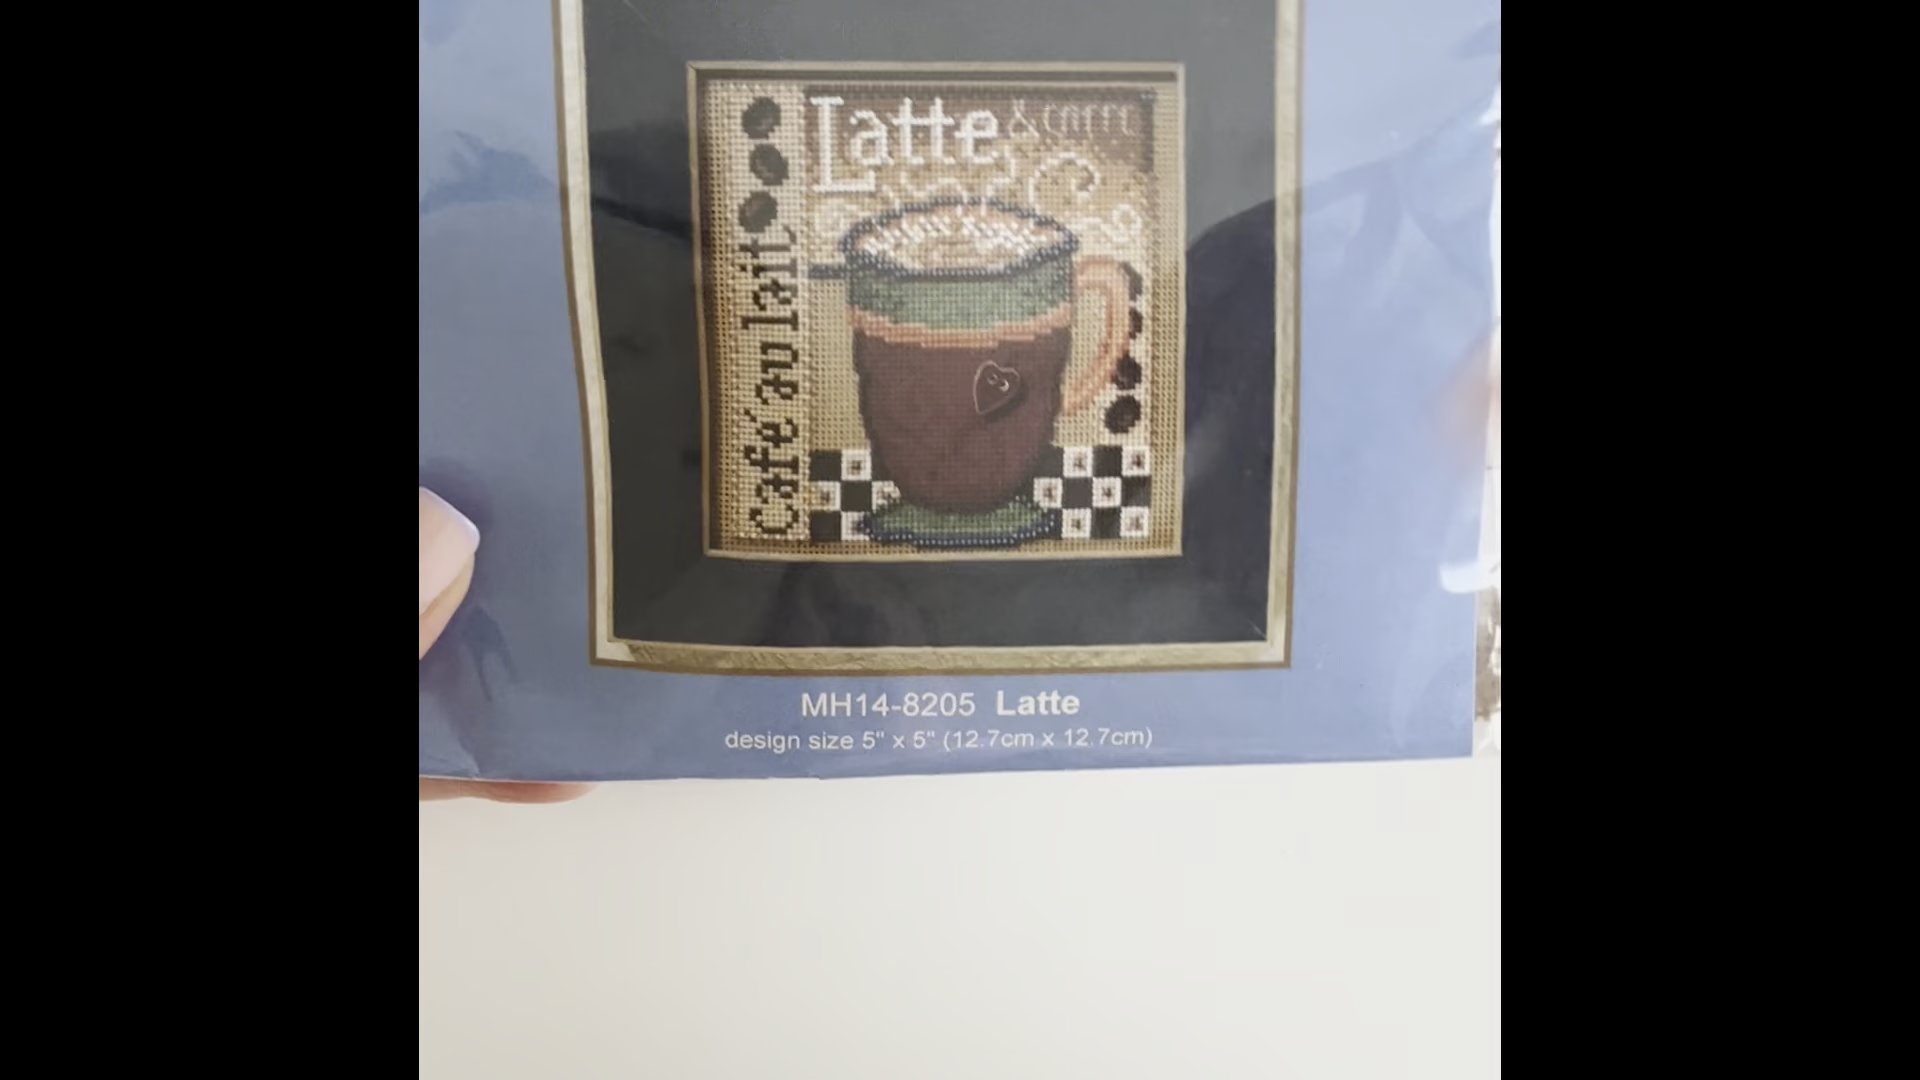 Latte &
Café au lait
MH14-8205 Latte
design size 5" x 5" (12.7cm x 12.7cm)